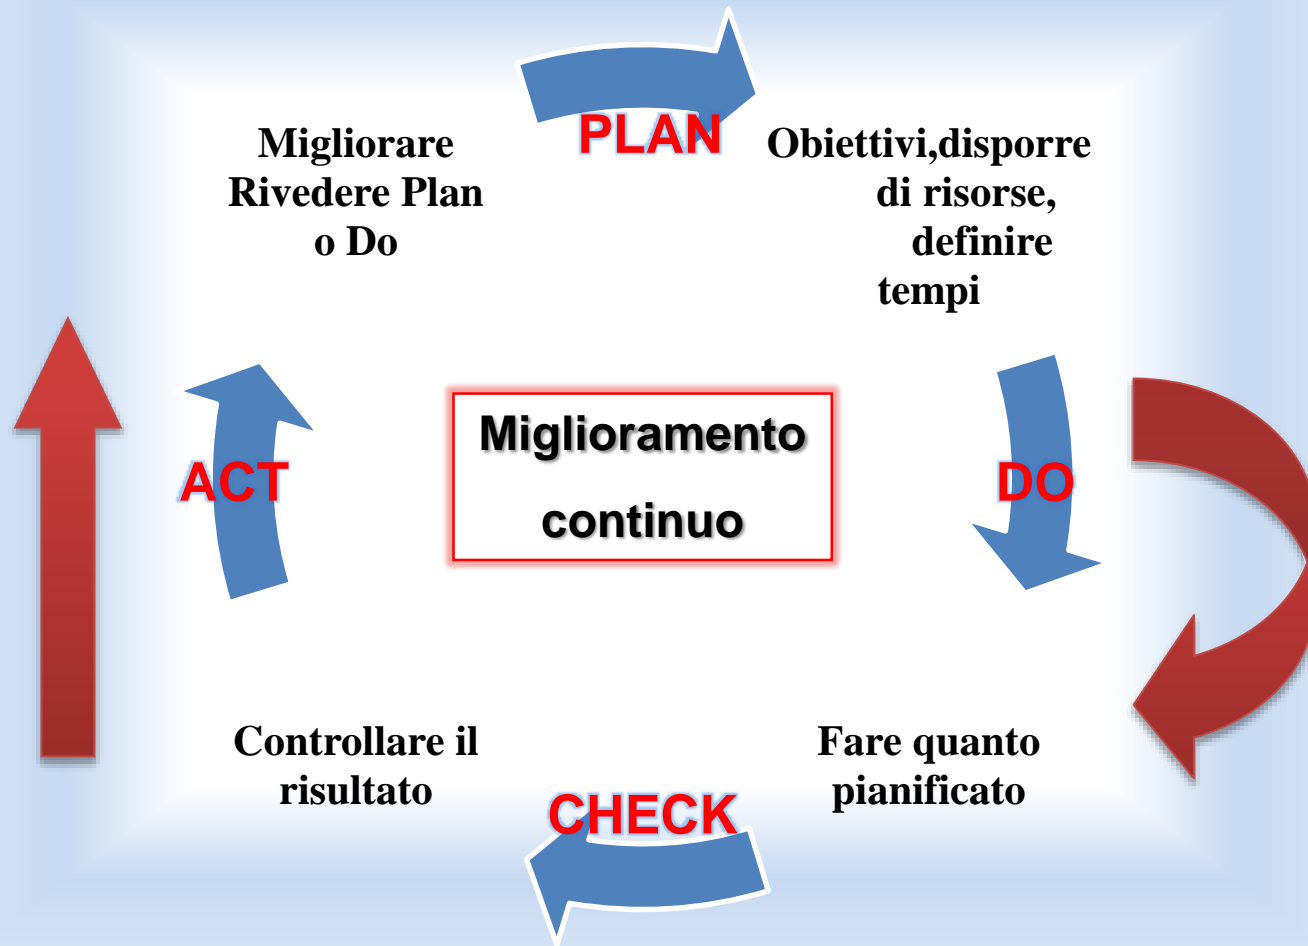 PLAN
Migliorare
Rivedere Plan
o Do
Obiettivi,disporre
di risorse,
definire
tempi
Miglioramento
continuo
ACT
DO
Controllare il
risultato
Fare quanto
pianificato
CHECK